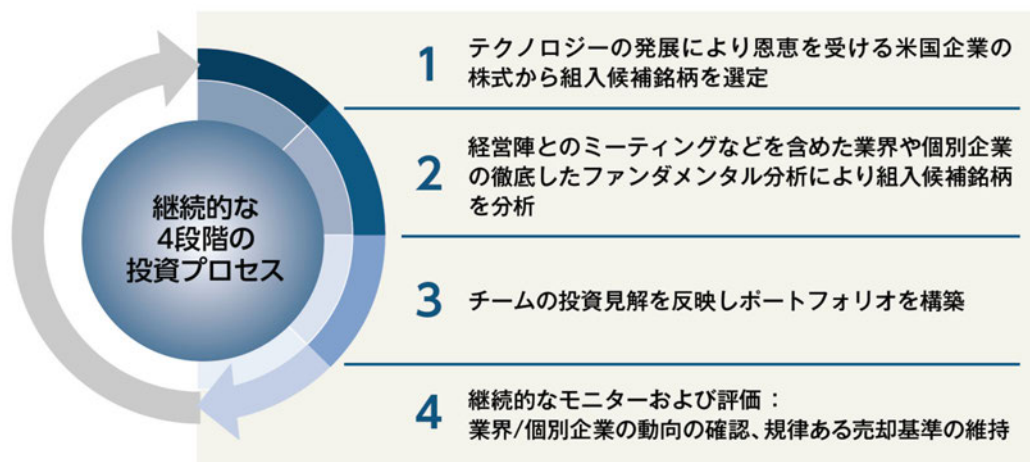 継続的な
4段階の
投資プロセス
1
テクノロジーの発展により恩恵を受ける米国企業の
株式から組入候補銘柄を選定
2
経営陣とのミーティングなどを含めた業界や個別企業
の徹底したファンダメンタル分析により組入候補銘柄
を分析
3
チームの投資見解を反映しポートフォリオを構築
4
継続的なモニターおよび評価：
業界/個別企業の動向の確認、規律ある売却基準の維持